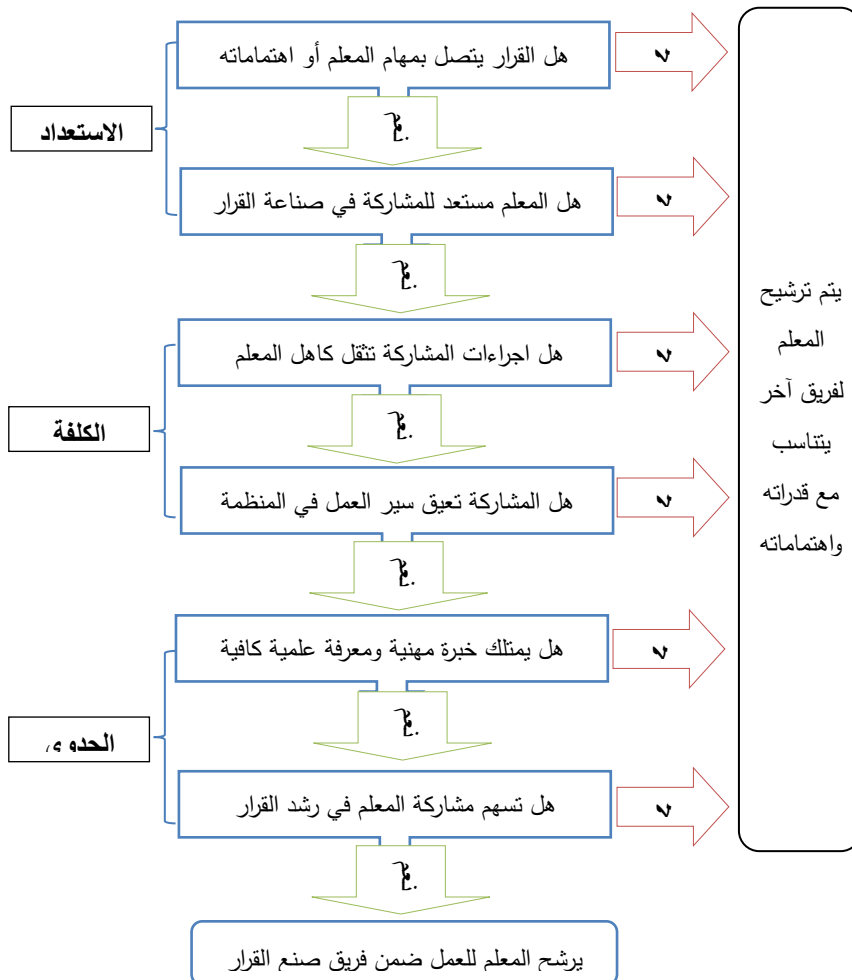 هل القرار يتصل بمهام المعلم أو اهتماماته
لا
نعم
الاستعداد
هل المعلم مستعد للمشاركة في صناعة القرار
لا
نعم
هل اجراءات المشاركة تثقل كاهل المعلم
لا
نعم
الكلفة
هل المشاركة تعيق سير العمل في المنظمة
لا
نعم
هل يمتلك خبرة مهنية ومعرفة علمية كافية
لا
نعم
الجدوى
هل تسهم مشاركة المعلم في رشد القرار
لا
نعم
يرشح المعلم للعمل ضمن فريق صنع القرار
يتم ترشيح
المعلم
لفريق آخر
يتناسب
مع قدراته
واهتماماته